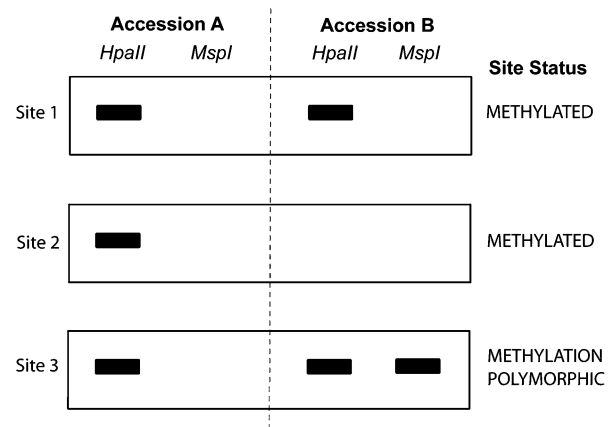 Accession A Accession B
HpaII MspI HpaII MspI
Site Status
Site 1 METHYLATED
Site 2 METHYLATED
Site 3 METHYLATION
POLYMORPHIC